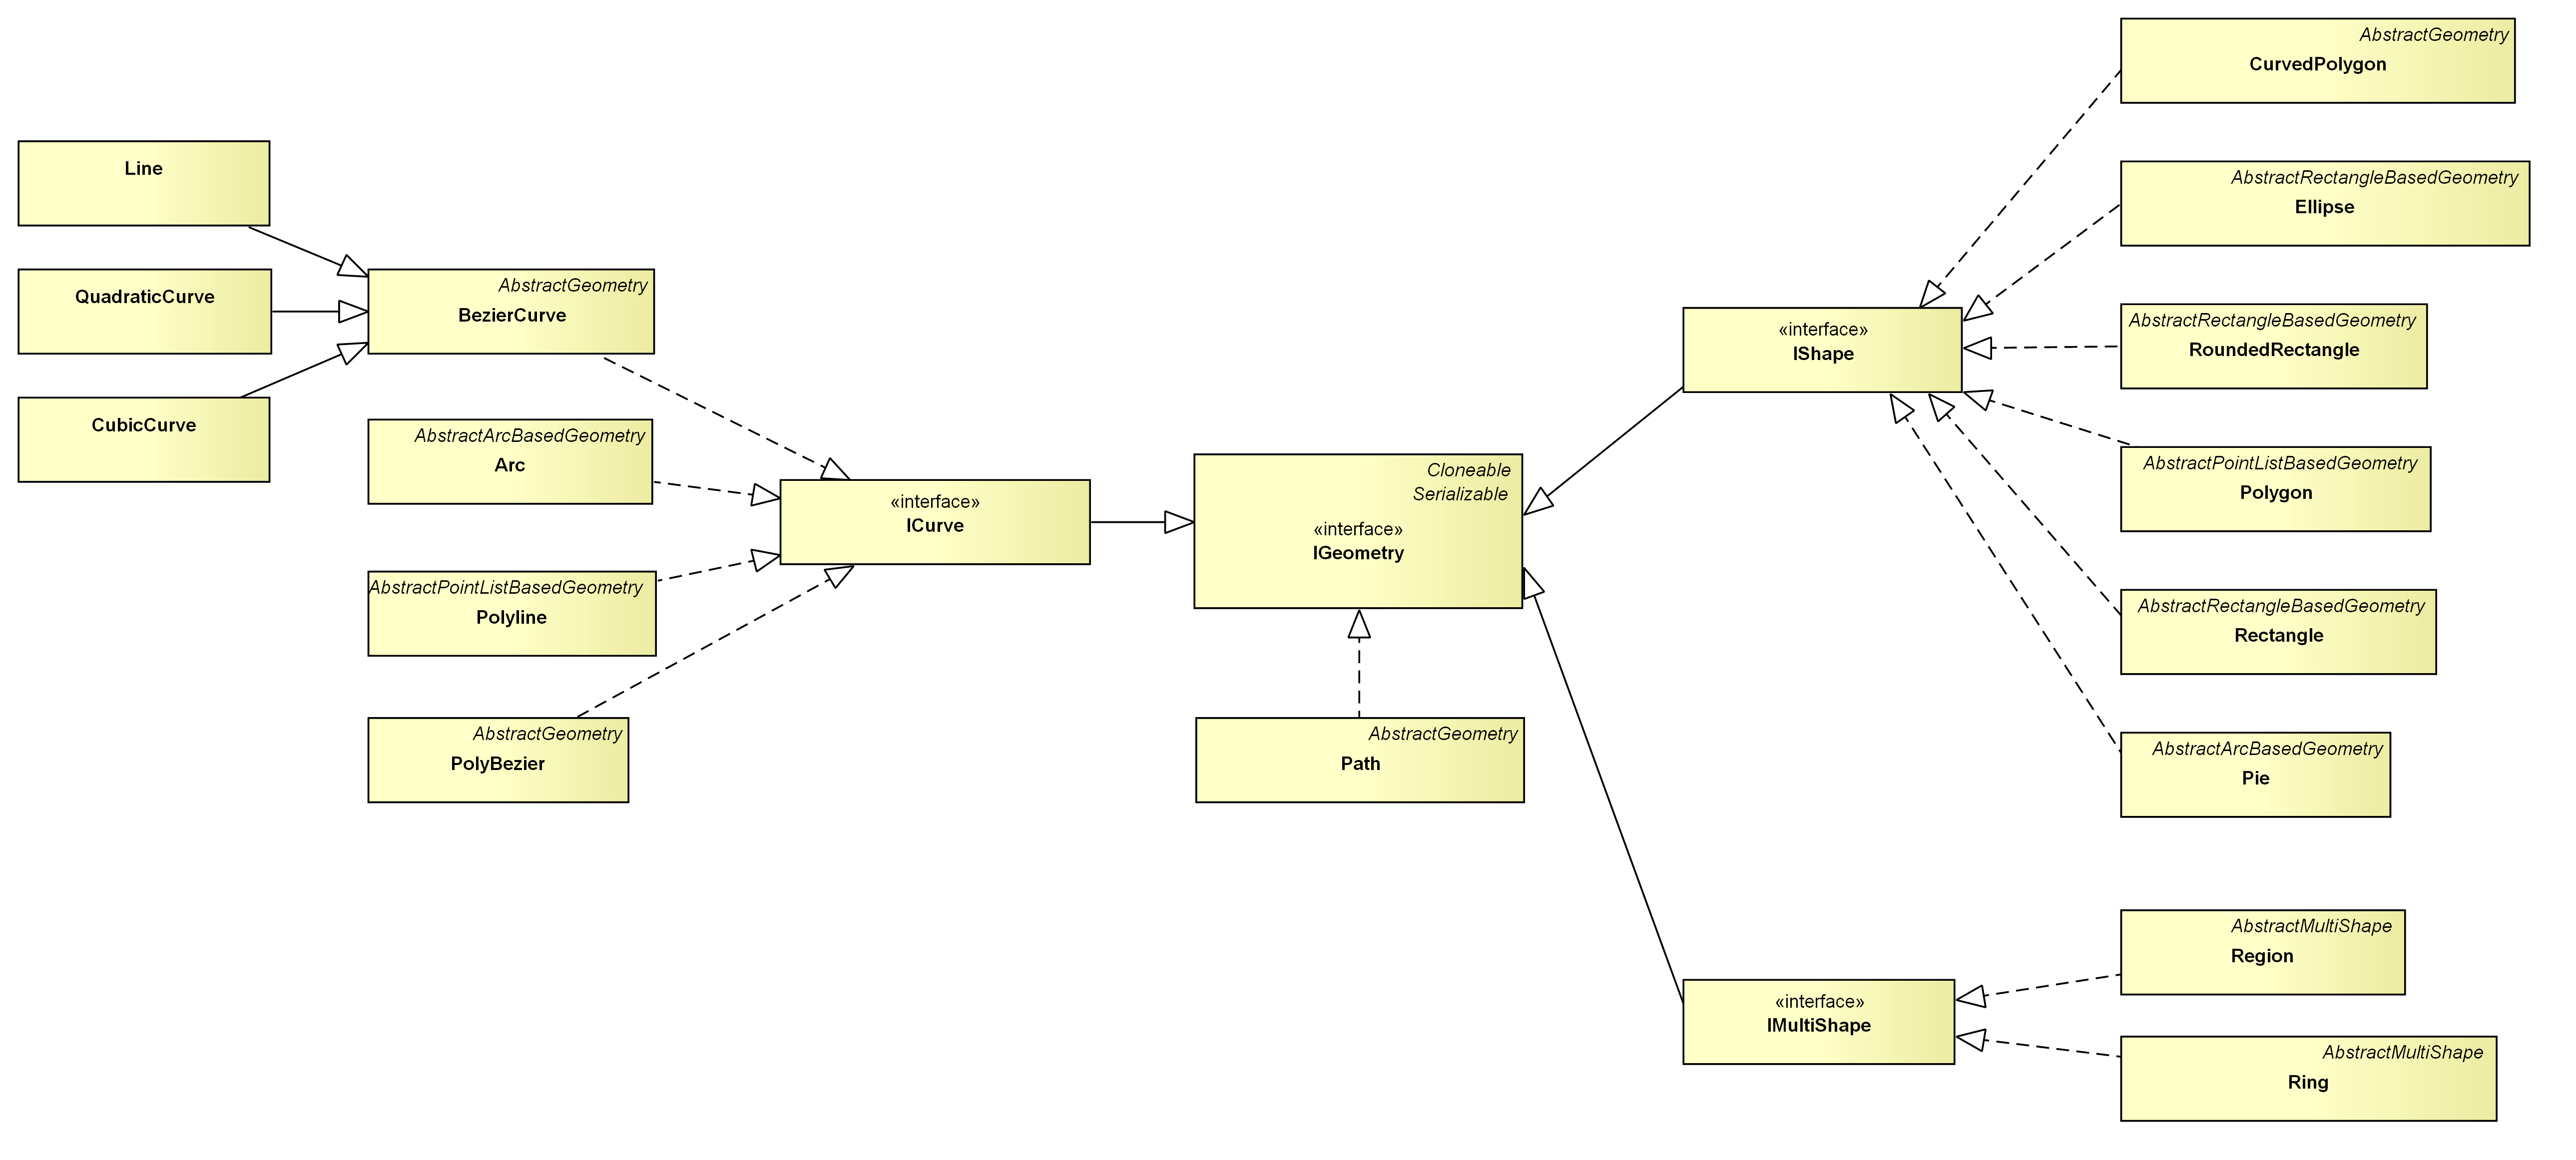 Line
QuadraticCurve
CubicCurve
AbstractGeometry
BezierCurve
AbstractArcBasedGeometry
Arc
AbstractPointListBasedGeometry
Polyline
AbstractGeometry
PolyBezier
«interface»
ICurve
Cloneable
Serializable
«interface»
IGeometry
AbstractGeometry
Path
«interface»
IShape
«interface»
IMultiShape
AbstractGeometry
CurvedPolygon
AbstractRectangleBasedGeometry
Ellipse
AbstractRectangleBasedGeometry
RoundedRectangle
AbstractPointListBasedGeometry
Polygon
AbstractRectangleBasedGeometry
Rectangle
AbstractArcBasedGeometry
Pie
AbstractMultiShape
Region
AbstractMultiShape
Ring